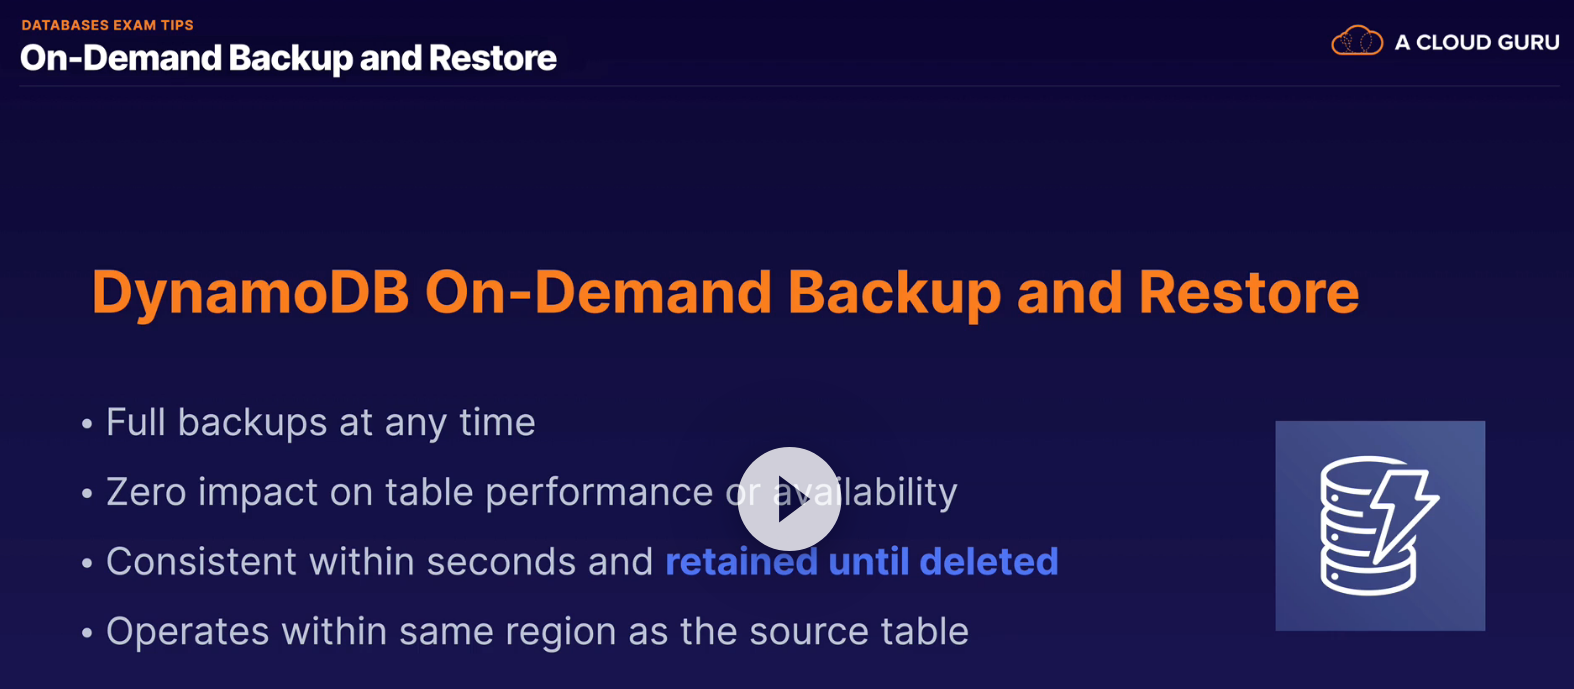 DATABASES EXAM TIPS
On-Demand Backup and Restore
A CLOUD GURU
DynamoDB On-Demand Backup and Restore
• Full backups at any time
• Zero impact on table performance or availability
• Consistent within seconds and retained until deleted
• Operates within same region as the source table